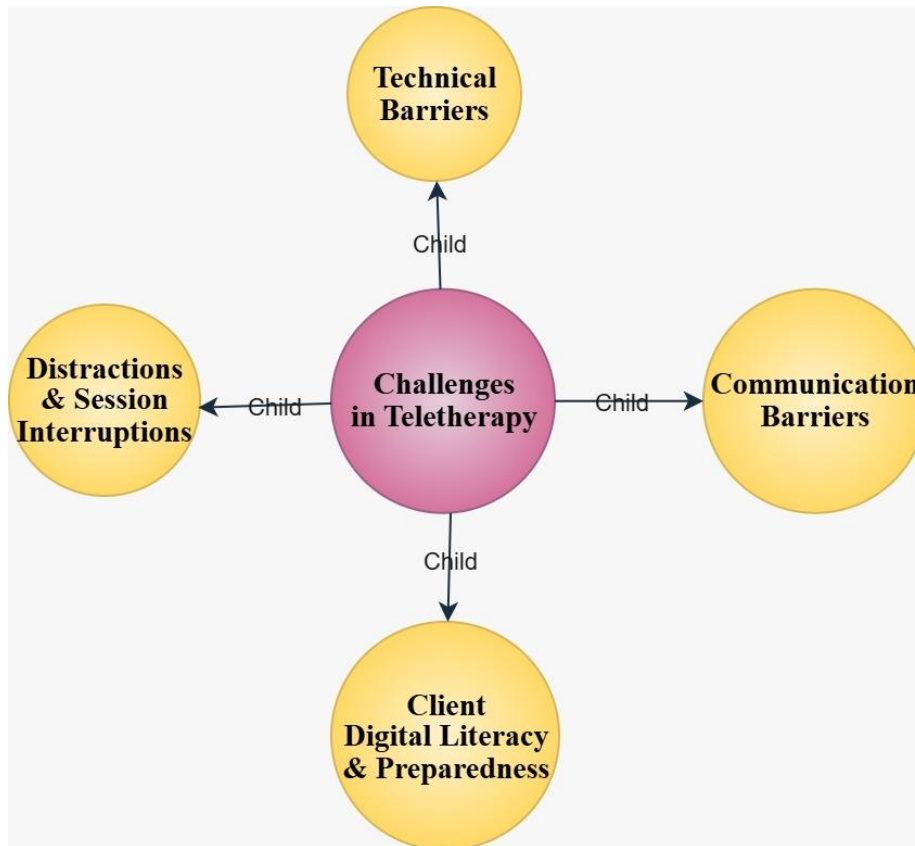 Technical
Barriers
Child
Distractions
& Session
Interruptions
Child
Challenges
in Teletherapy
Child
Communication
Barriers
Child
Client
Digital Literacy
& Preparedness